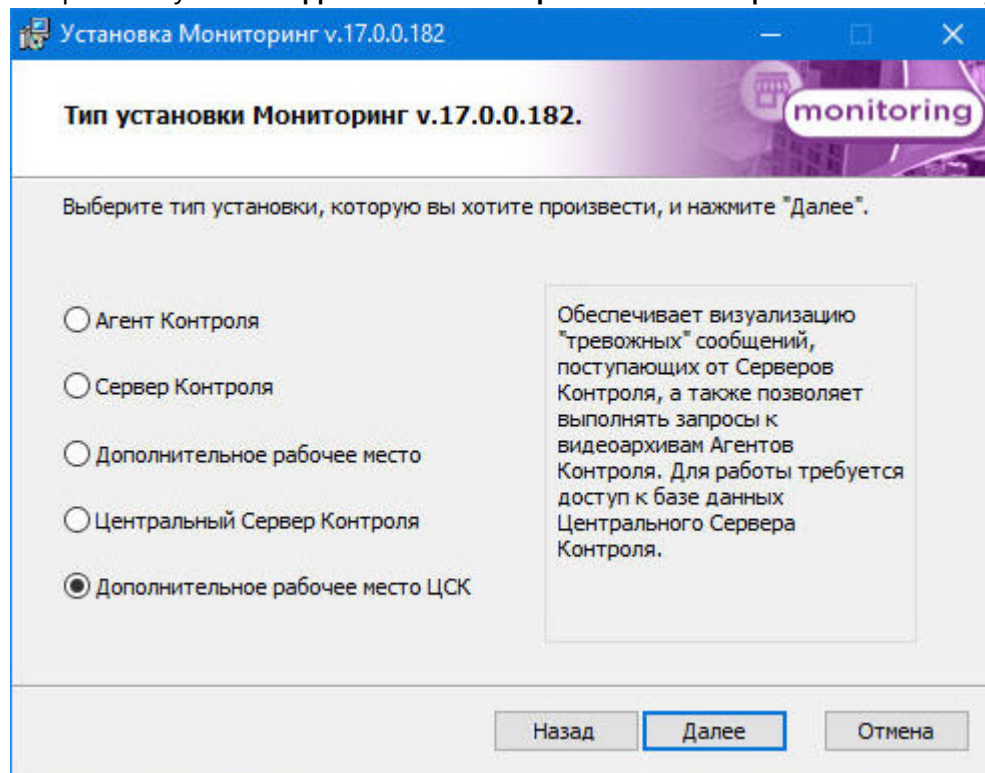 Установка Мониторинг v.17.0.0.182
Тип установки Мониторинг v.17.0.0.182.
monitoring
Выберите тип установки, которую вы хотите произвести, и нажмите "Далее".
Агент Контроля
Сервер Контроля
Дополнительное рабочее место
Центральный Сервер Контроля
Дополнительное рабочее место ЦСК
Обеспечивает визуализацию
"тревожных" сообщений,
поступающих от Серверов
Контроля, а также позволяет
выполнять запросы к
видеоархивам Агентов
Контроля. Для работы требуется
доступ к базе данных
Центрального Сервера
Контроля.
Назад
Далее
Отмена